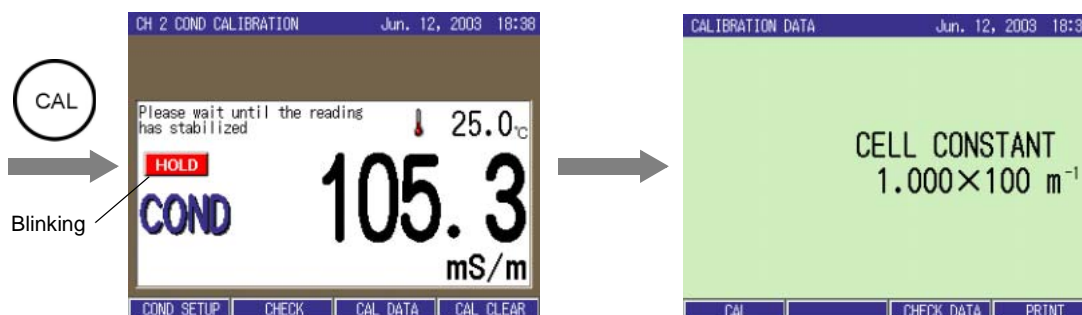 CAL
Blinking
CH 2 COND CALIBRATION Jun. 12, 2003 18:38
Please wait until the reading
has stabilized
25.0℃
HOLD
COND 105.3
mS/m
COND SETUP CHECK CAL DATA CAL CLEAR
CALIBRATION DATA Jun. 12, 2003 18:3
CELL CONSTANT
1.000×100 m⁻¹
CAL CHECK DATA PRINT